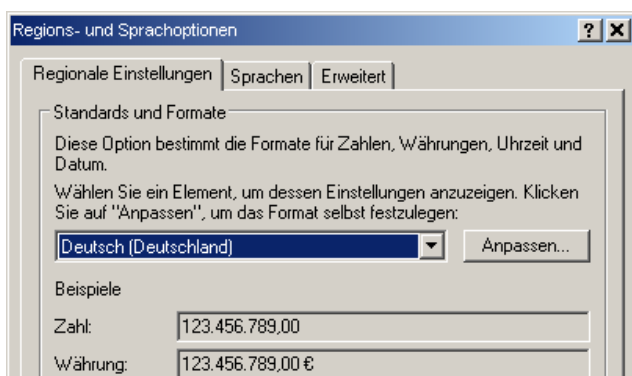 Regions- und Sprachoptionen
Regionale Einstellungen Sprachen Erweitert
Standards und Formate
Diese Option bestimmt die Formate für Zahlen, Währungen, Uhrzeit und
Datum.
Wählen Sie ein Element, um dessen Einstellungen anzuzeigen. Klicken
Sie auf "Anpassen", um das Format selbst festzulegen:
Deutsch (Deutschland) Anpassen...
Beispiele
Zahl: 123.456.789,00
Währung: 123.456.789,00 €